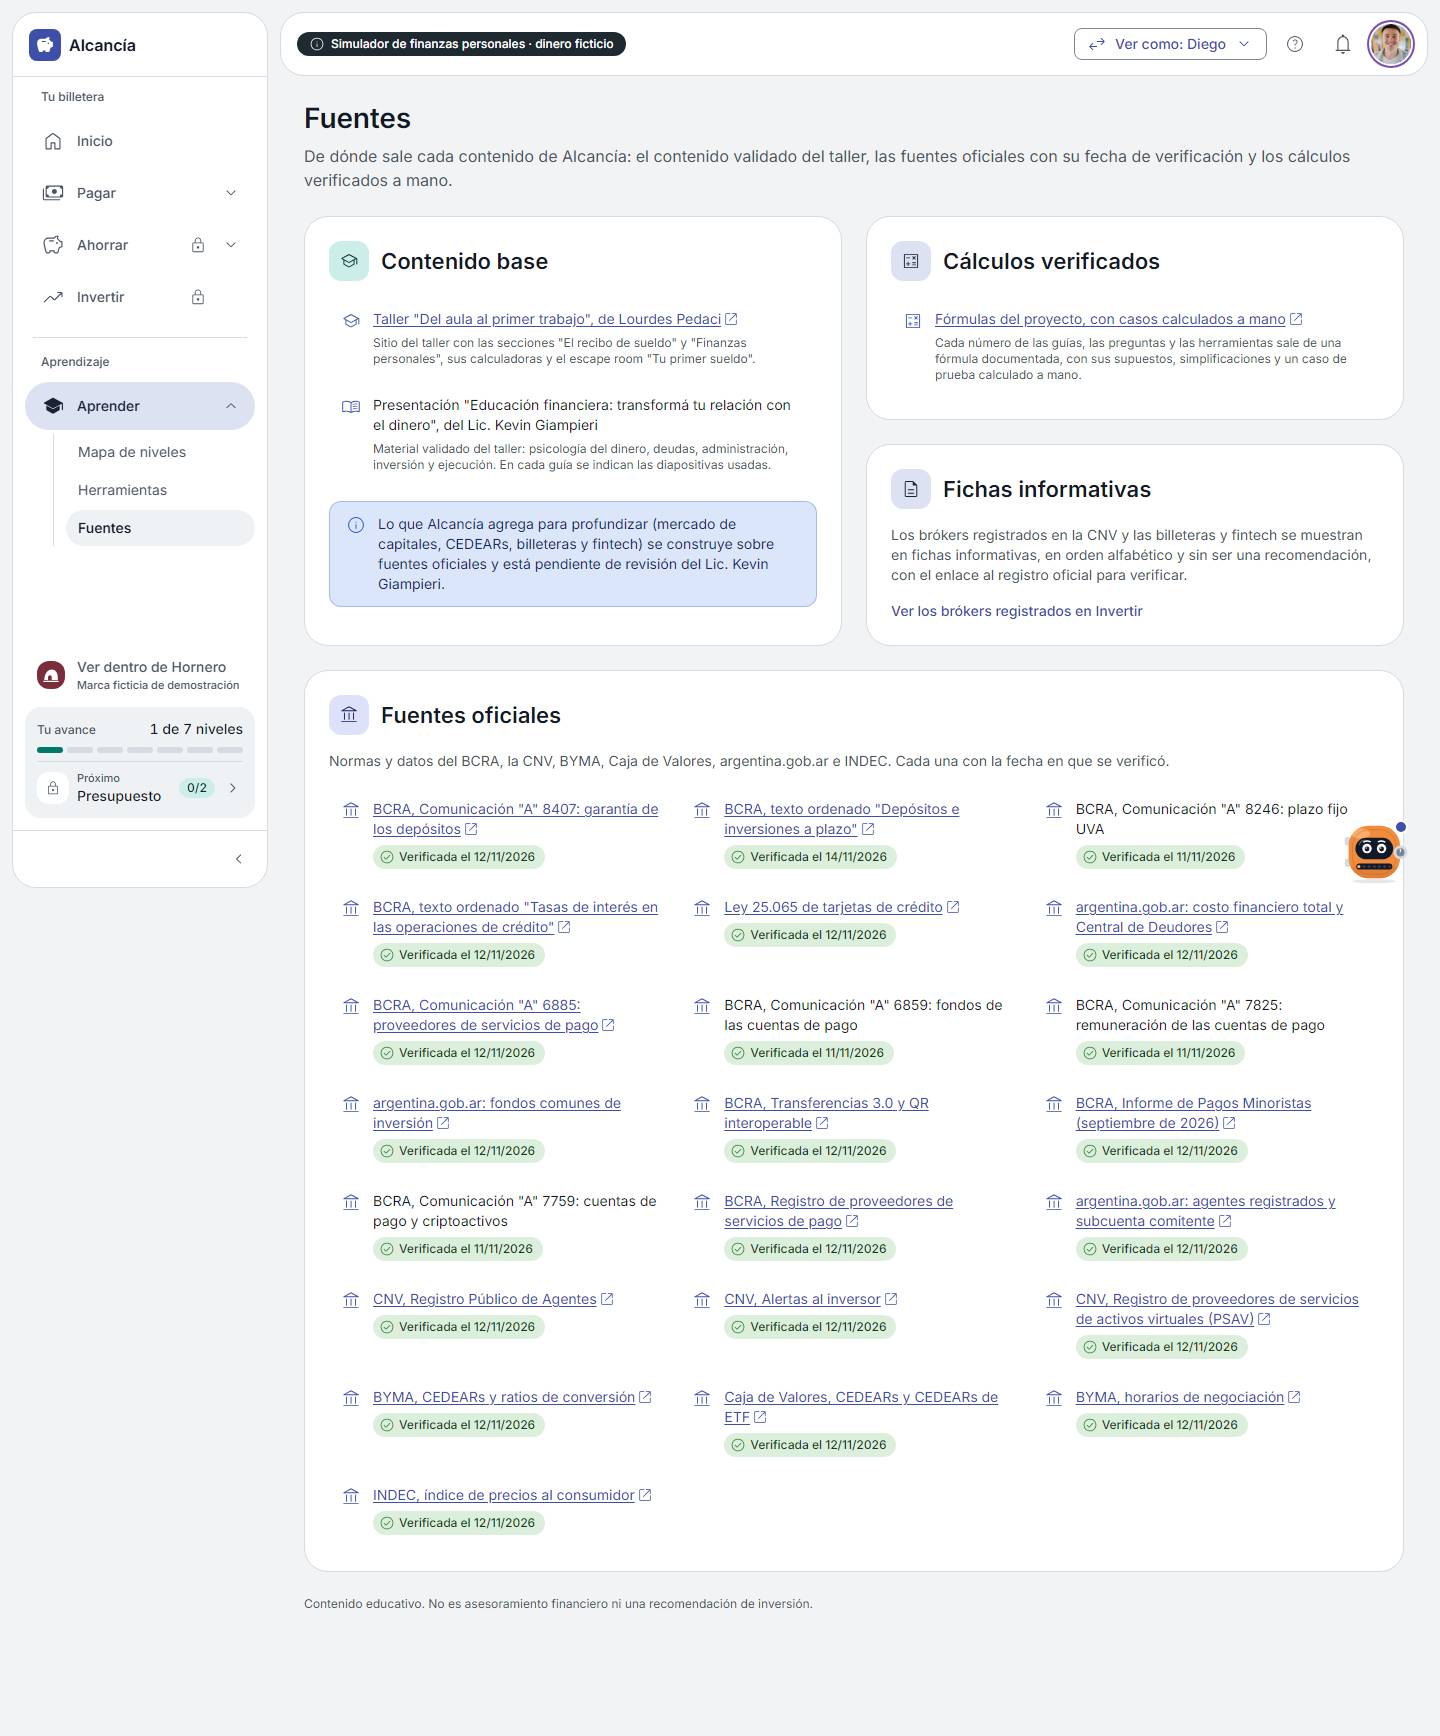 Alcancía
Simulador de finanzas personales · dinero ficticio
Ver como: Diego
Tu billetera
Inicio
Pagar
Ahorrar
Invertir
Aprendizaje
Aprender
Mapa de niveles
Herramientas
Fuentes
Ver dentro de Hornero
Marca ficticia de demostración
Tu avance
1 de 7 niveles
Próximo
Presupuesto
0/2
Fuentes
De dónde sale cada contenido de Alcancía: el contenido validado del taller, las fuentes oficiales con su fecha de verificación y los cálculos
verificados a mano.
Contenido base
Taller "Del aula al primer trabajo", de Lourdes Pedaci
Sitio del taller con las secciones "El recibo de sueldo" y "Finanzas
personales", sus calculadoras y el escape room "Tu primer sueldo".
Presentación "Educación financiera: transformá tu relación con
el dinero", del Lic. Kevin Giampieri
Material validado del taller: psicología del dinero, deudas, administración,
inversión y ejecución. En cada guía se indican las diapositivas usadas.
Lo que Alcancía agrega para profundizar (mercado de
capitales, CEDEARs, billeteras y fintech) se construye sobre
fuentes oficiales y está pendiente de revisión del Lic. Kevin
Giampieri.
Cálculos verificados
Fórmulas del proyecto, con casos calculados a mano
Cada número de las guías, las preguntas y las herramientas sale de una
fórmula documentada, con sus supuestos, simplificaciones y un caso de
prueba calculado a mano.
Fichas informativas
Los brókers registrados en la CNV y las billeteras y fintech se muestran
en fichas informativas, en orden alfabético y sin ser una recomendación,
con el enlace al registro oficial para verificar.
Ver los brókers registrados en Invertir
Fuentes oficiales
Normas y datos del BCRA, la CNV, BYMA, Caja de Valores, argentina.gob.ar e INDEC. Cada una con la fecha en que se verificó.
BCRA, Comunicación "A" 8407: garantía de
los depósitos
Verificada el 12/11/2026
BCRA, texto ordenado "Depósitos e
inversiones a plazo"
Verificada el 14/11/2026
BCRA, Comunicación "A" 8246: plazo fijo
UVA
Verificada el 11/11/2026
BCRA, texto ordenado "Tasas de interés en
las operaciones de crédito"
Verificada el 12/11/2026
Ley 25.065 de tarjetas de crédito
Verificada el 12/11/2026
argentina.gob.ar: costo financiero total y
Central de Deudores
Verificada el 12/11/2026
BCRA, Comunicación "A" 6885:
proveedores de servicios de pago
Verificada el 12/11/2026
BCRA, Comunicación "A" 6859: fondos de
las cuentas de pago
Verificada el 11/11/2026
BCRA, Comunicación "A" 7825:
remuneración de las cuentas de pago
Verificada el 11/11/2026
argentina.gob.ar: fondos comunes de
inversión
Verificada el 12/11/2026
BCRA, Transferencias 3.0 y QR
interoperable
Verificada el 12/11/2026
BCRA, Informe de Pagos Minoristas
(septiembre de 2026)
Verificada el 12/11/2026
BCRA, Comunicación "A" 7759: cuentas de
pago y criptoactivos
Verificada el 11/11/2026
BCRA, Registro de proveedores de
servicios de pago
Verificada el 12/11/2026
argentina.gob.ar: agentes registrados y
subcuenta comitente
Verificada el 12/11/2026
CNV, Registro Público de Agentes
Verificada el 12/11/2026
CNV, Alertas al inversor
Verificada el 12/11/2026
CNV, Registro de proveedores de servicios
de activos virtuales (PSAV)
Verificada el 12/11/2026
BYMA, CEDEARs y ratios de conversión
Verificada el 12/11/2026
Caja de Valores, CEDEARs y CEDEARs de
ETF
Verificada el 12/11/2026
BYMA, horarios de negociación
Verificada el 12/11/2026
INDEC, índice de precios al consumidor
Verificada el 12/11/2026
Contenido educativo. No es asesoramiento financiero ni una recomendación de inversión.